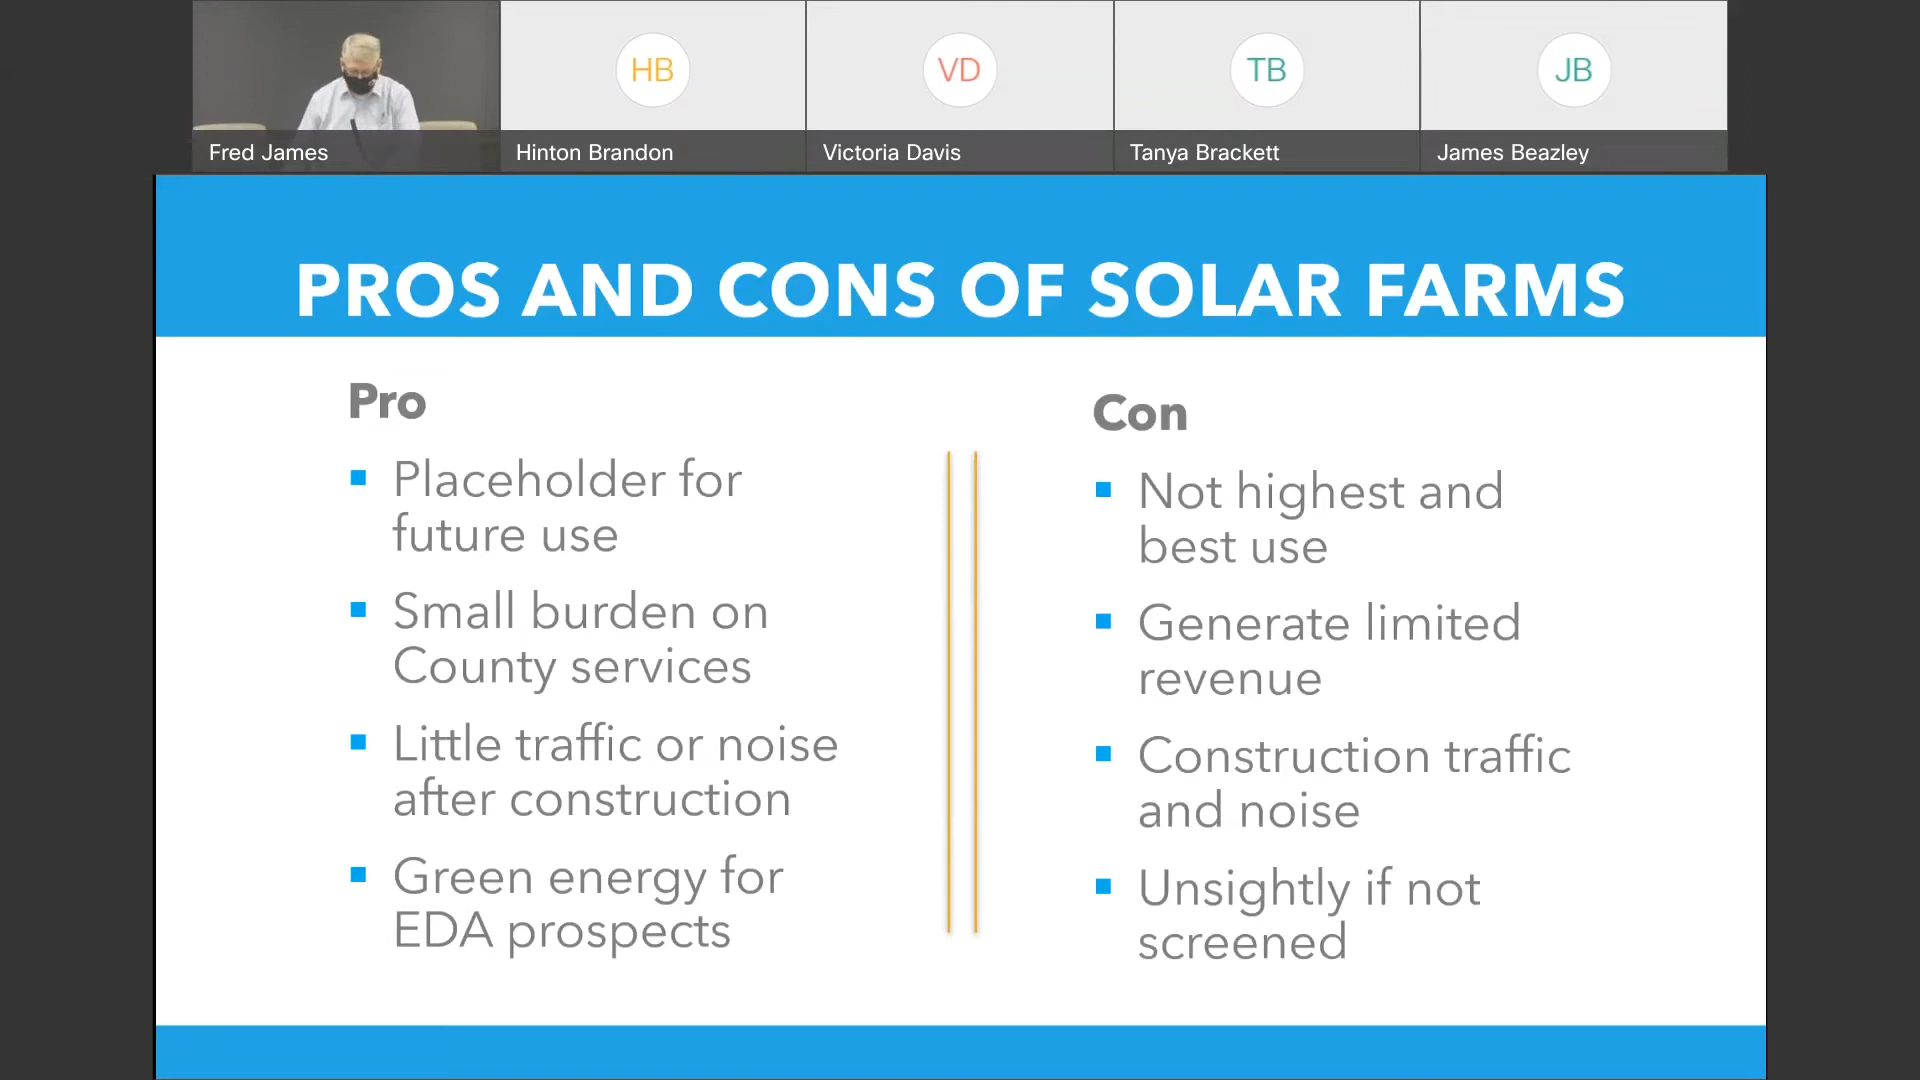 HB
VD
TB
JB
Fred James
Hinton Brandon
Victoria Davis
Tanya Brackett
James Beazley
PROS AND CONS OF SOLAR FARMS
Pro
Placeholder for
future use
Small burden on
County services
Little traffic or noise
after construction
Green energy for
EDA prospects
Con
Not highest and
best use
Generate limited
revenue
Construction traffic
and noise
Unsightly if not
screened